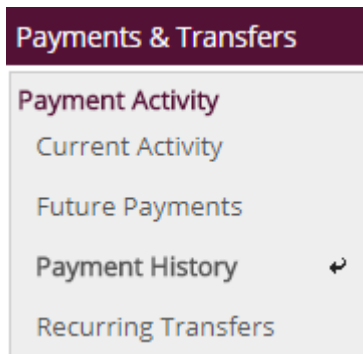 Payments & Transfers
Payment Activity
Current Activity
Future Payments
Payment History
Recurring Transfers